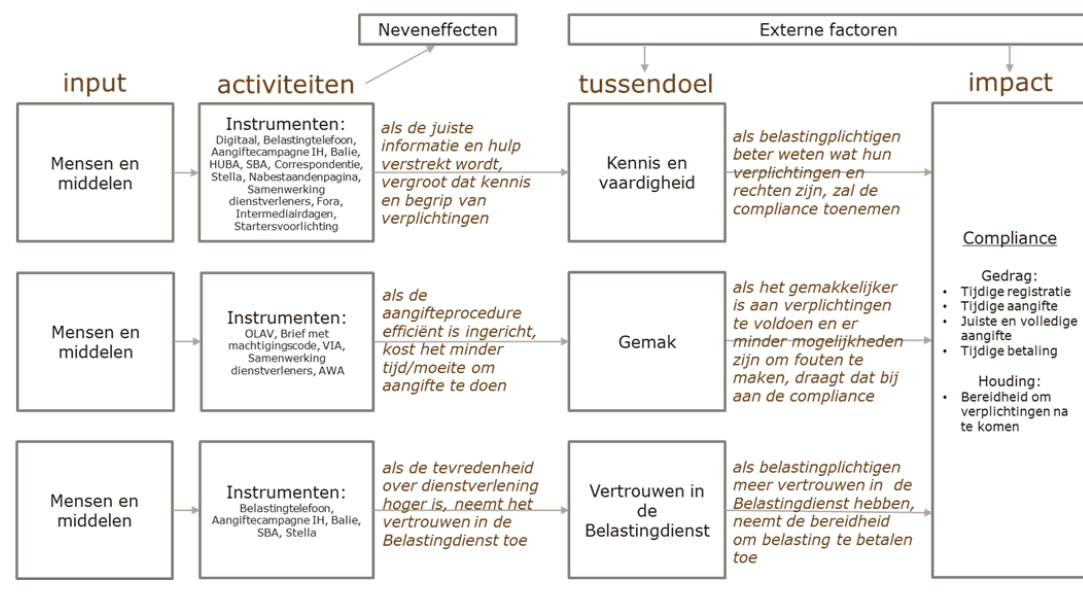 Neveneffecten
Externe factoren
input
activiteiten
tussendoel
impact
Mensen en
middelen
Instrumenten:
Digitaal, Belastingtelefoon,
Aangiftecampagne IH, Balie,
HUBA, SBA, Correspondentie,
Stella, Nabestaandenpagina,
Samenwerking
dienstverleners, Fora,
Intermediairdagen,
Startersvoorlichting
als de juiste
informatie en hulp
verstrekt wordt,
vergroot dat kennis
en begrip van
verplichtingen
Kennis en
vaardigheid
als belastingplichtigen
beter weten wat hun
verplichtingen en
rechten zijn, zal de
compliance toenemen
Mensen en
middelen
Instrumenten:
OLAV, Brief met
machtigingscode, VIA,
Samenwerking
dienstverleners, AWA
als de
aangifteprocedure
efficiënt is ingericht,
kost het minder
tijd/moeite om
aangifte te doen
Gemak
als het gemakkelijker
is aan verplichtingen
te voldoen en er
minder mogelijkheden
zijn om fouten te
maken, draagt dat bij
aan de compliance
Mensen en
middelen
Instrumenten:
Belastingtelefoon,
Aangiftecampagne IH, Balie,
SBA, Stella
als de tevredenheid
over dienstverlening
hoger is, neemt het
vertrouwen in de
Belastingdienst toe
Vertrouwen in
de
Belastingdienst
als belastingplichtigen
meer vertrouwen in de
Belastingdienst hebben,
neemt de bereidheid
om belasting te betalen
toe
Compliance
Gedrag:
• Tijdige registratie
• Tijdige aangifte
• Juiste en volledige
aangifte
• Tijdige betaling
Houding:
• Bereidheid om
verplichtingen na
te komen